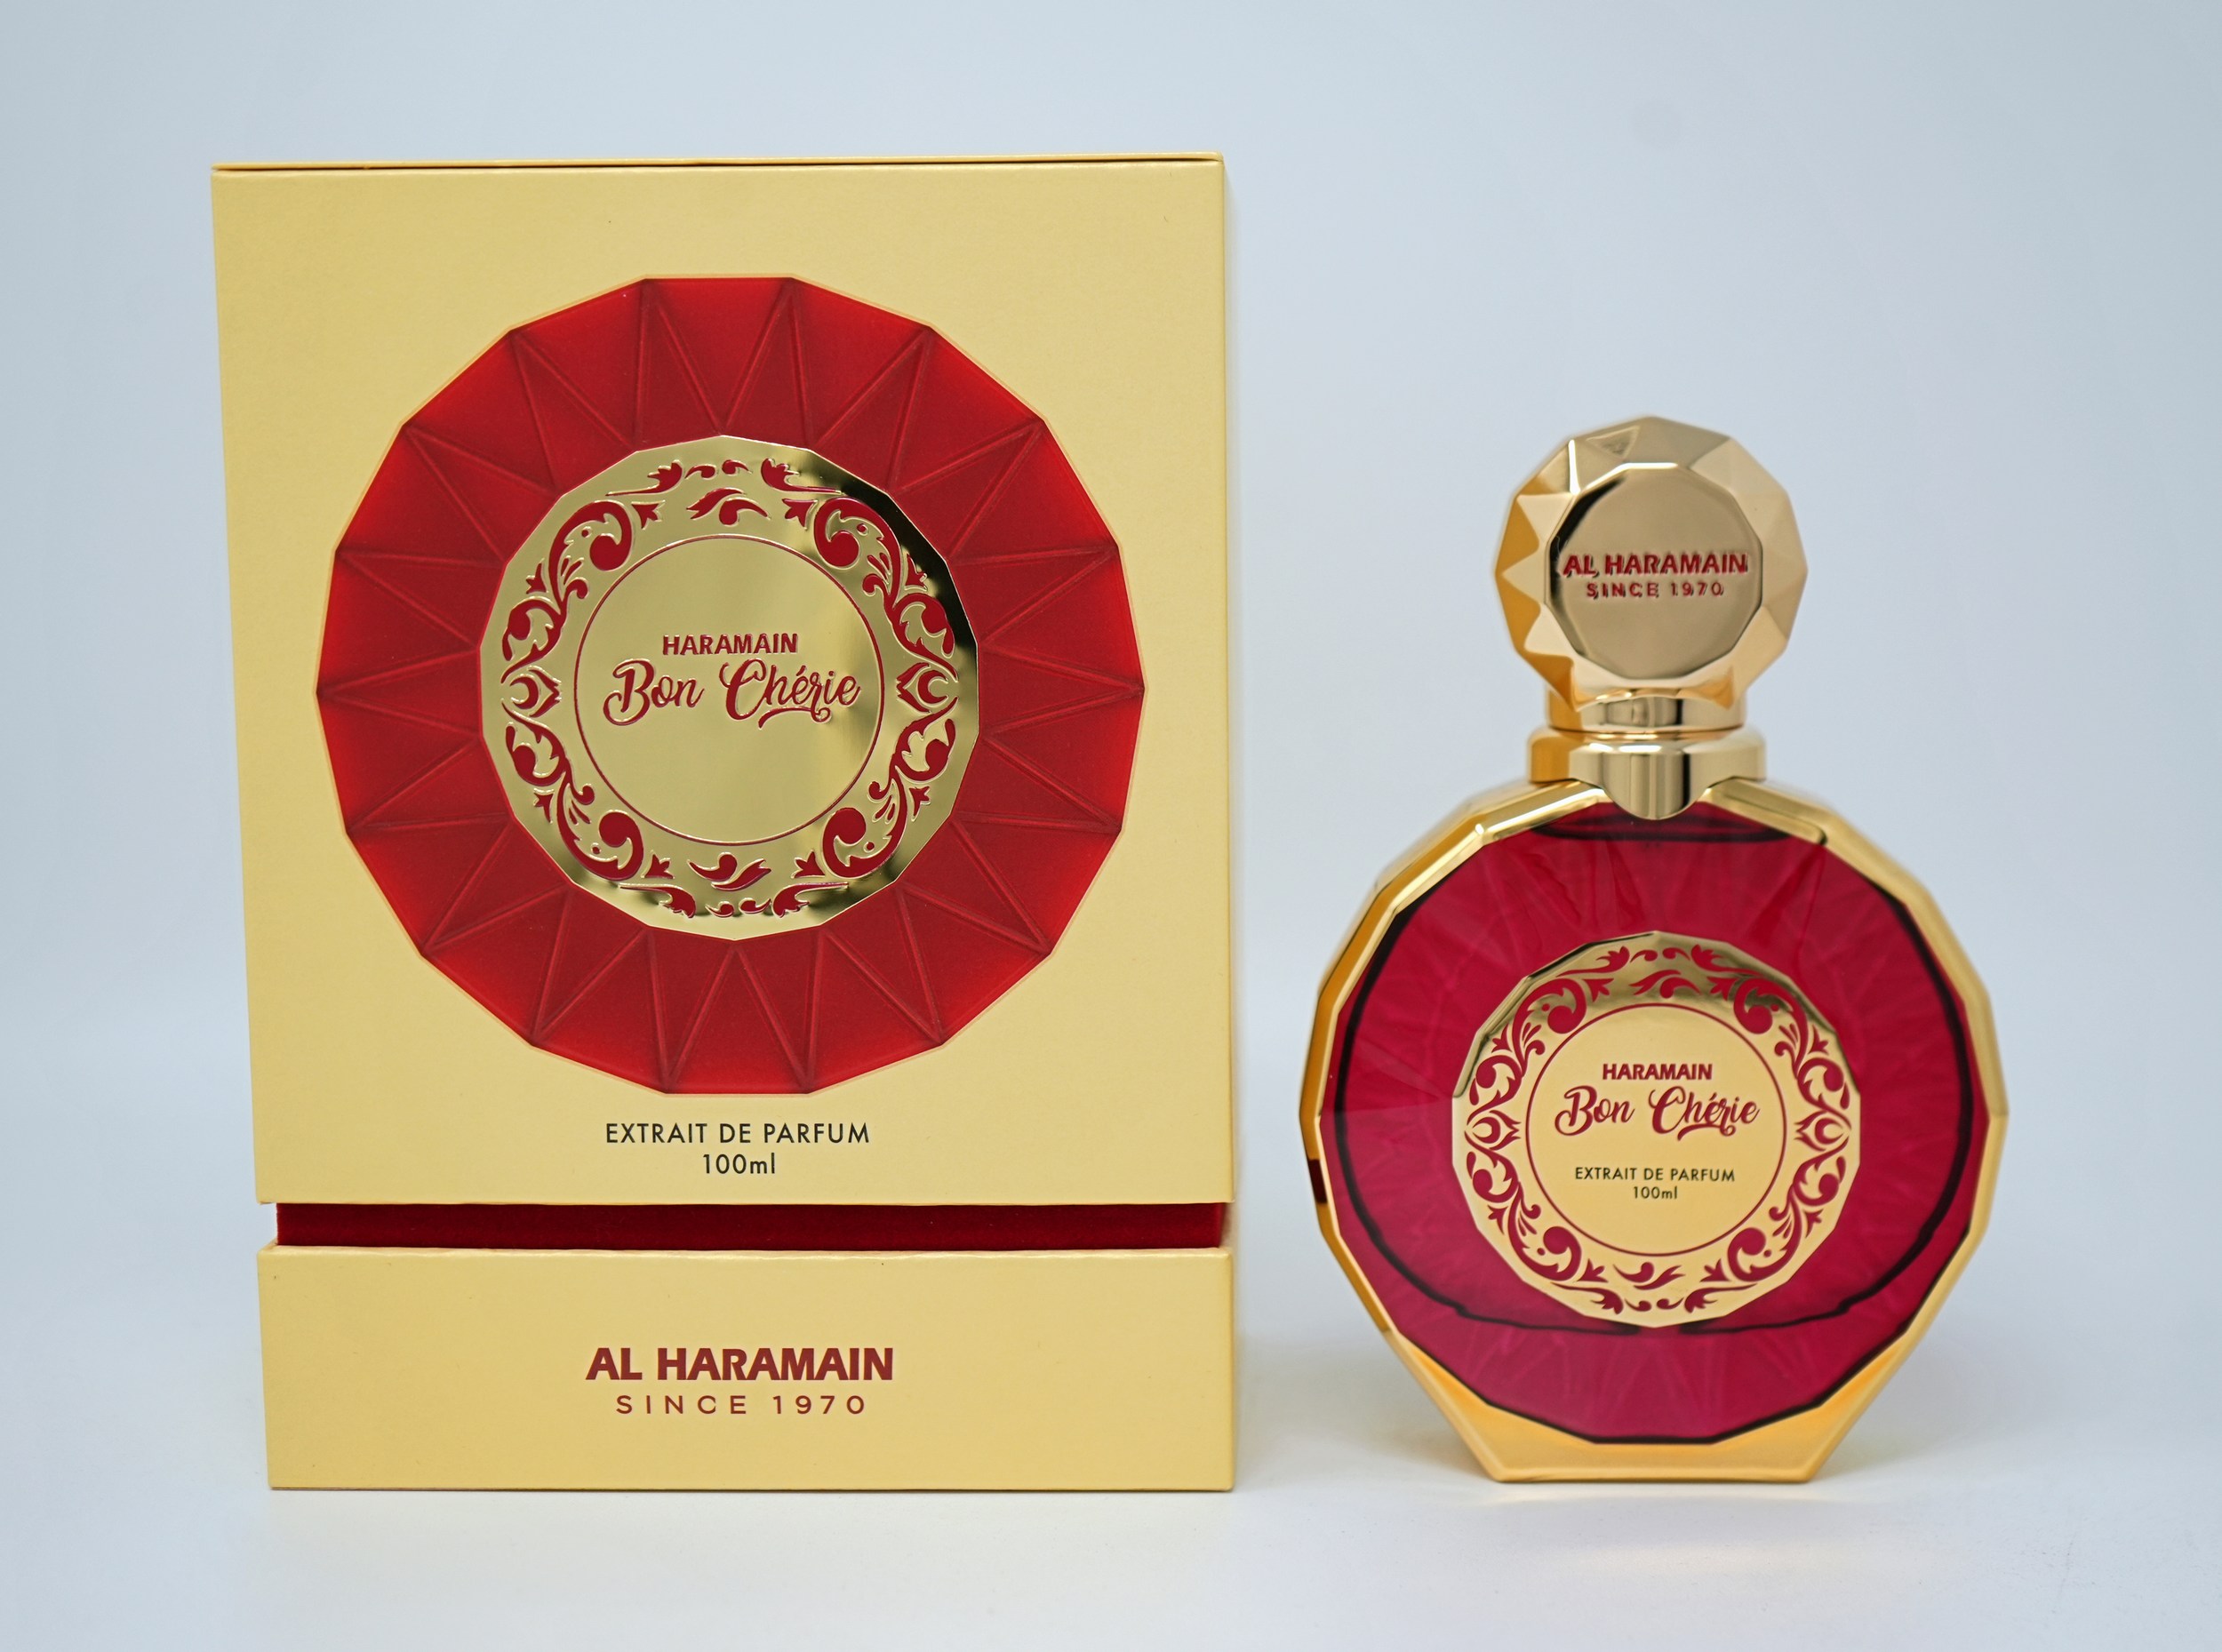 HARAMAIN
Bon Chérie
EXTRAIT DE PARFUM
100ml
AL HARAMAIN
SINCE 1970
AL HARAMAIN
SINCE 1970
HARAMAIN
Bon Chérie
EXTRAIT DE PARFUM
100ml